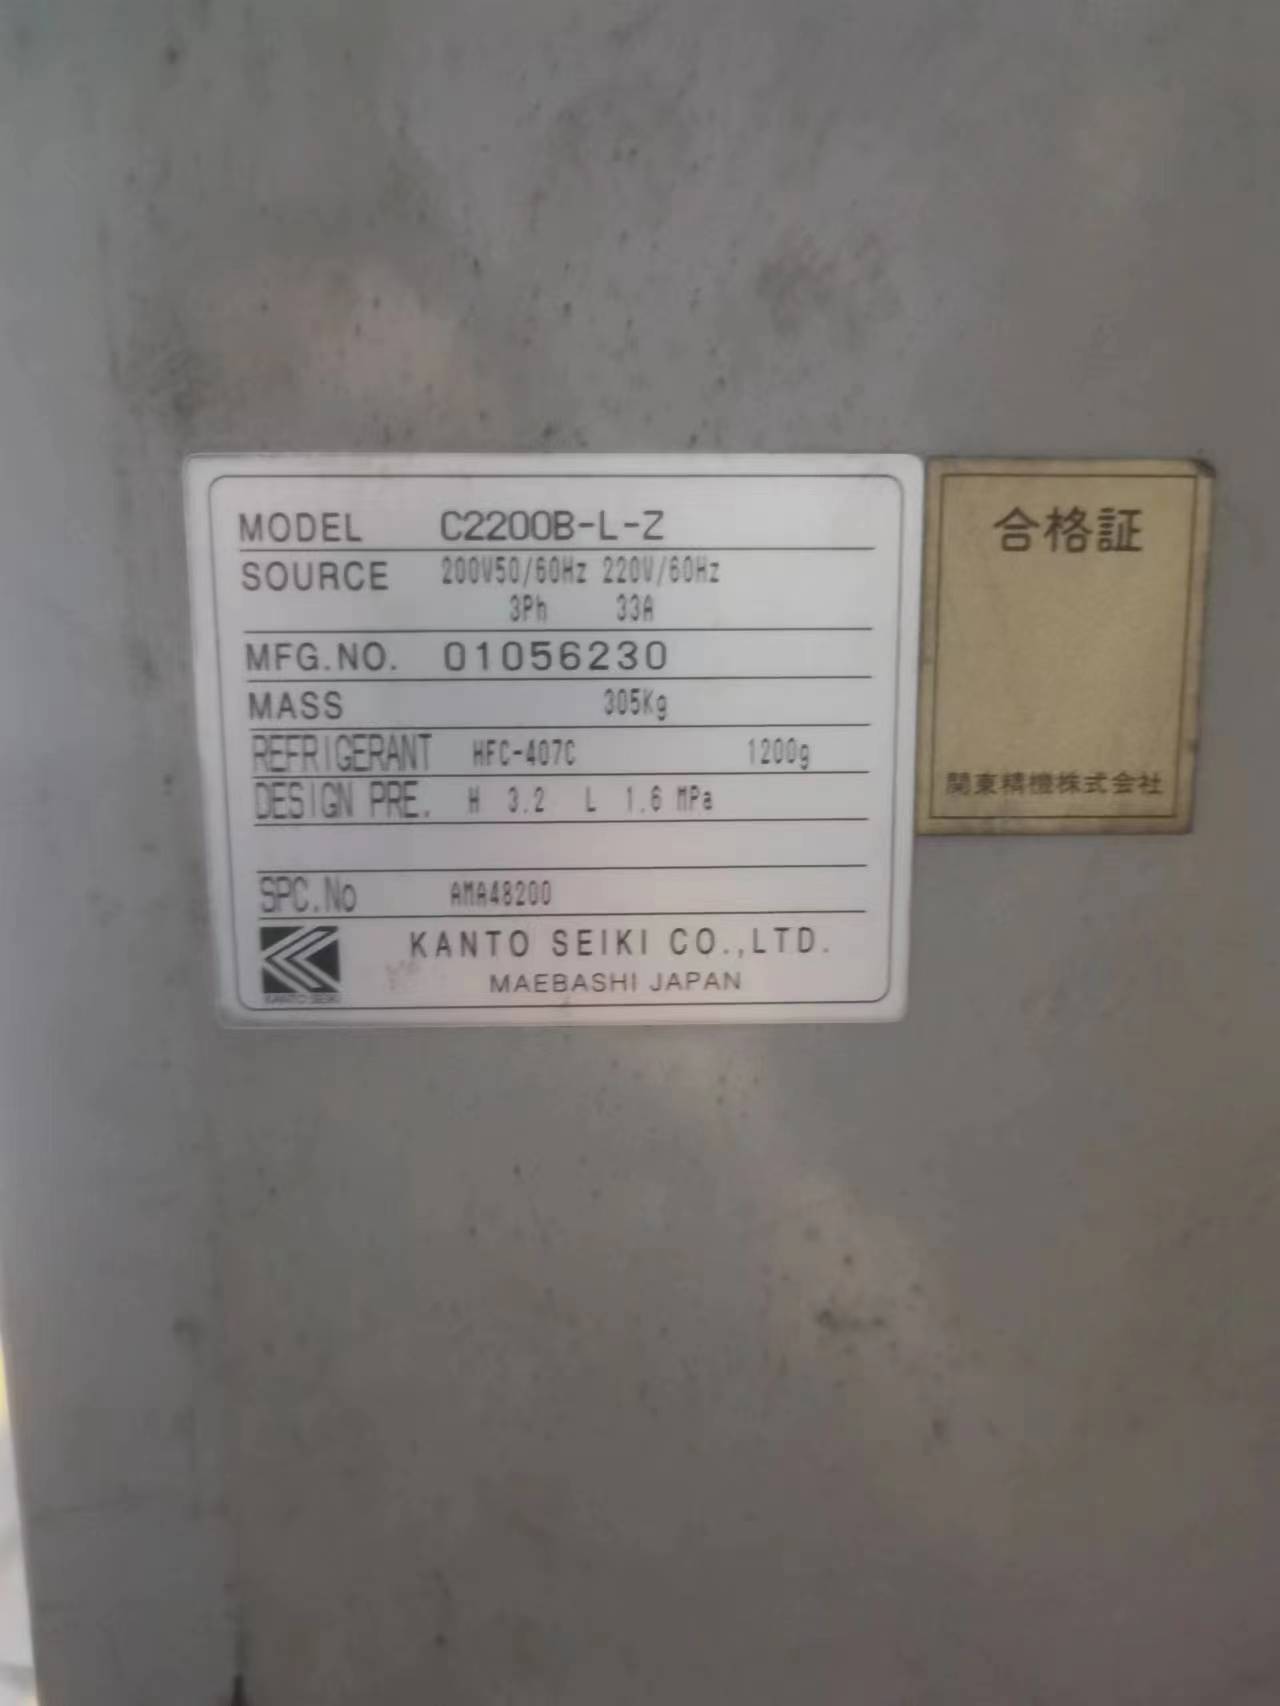 MODEL C2200B-L-Z
SOURCE 200V50/60Hz 220V/60Hz
3Ph 33A
MFG.NO. 01056230
MASS 305Kg
REFRIGERANT HFC-407C 1200g
DESIGN PRE. H 3.2 L 1.6 MPa
SPC.No AMA48200
KANTO SEIKI CO.,LTD.
MAEBASHI JAPAN
KANTO SEIKI
合格証
関東精機株式会社